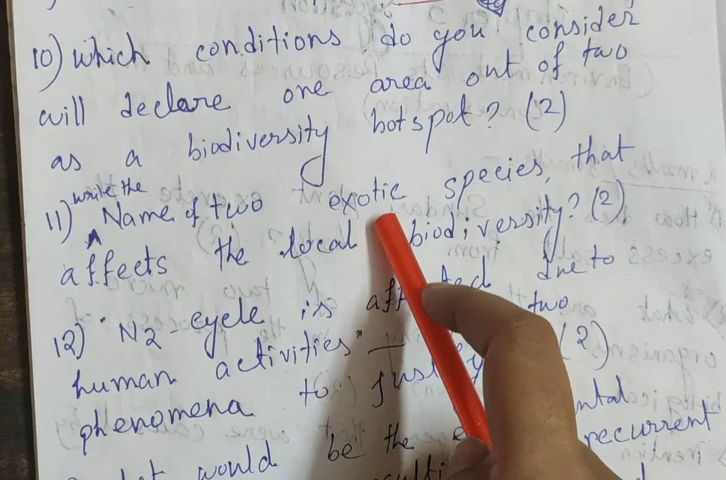 10) Which conditions do you consider
will declare one area out of two
as a biodiversity hotspot? (2)
write the
11) Name of two exotic species, that
affects the local biodiversity? (2)
12) "N2 - cycle is due to
human activities" — two
phenomena to (2)
would be the recurrent